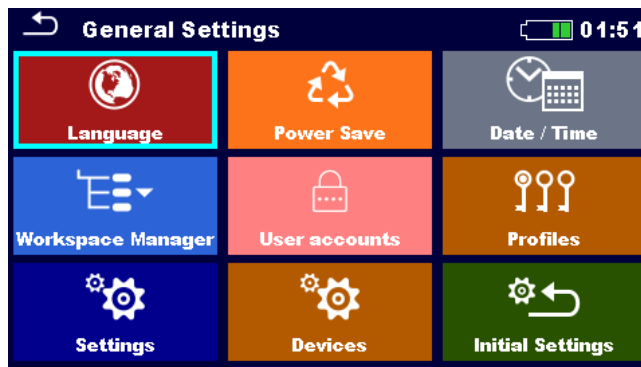 General Settings 01:51
Language Power Save Date / Time
Workspace Manager User accounts Profiles
Settings Devices Initial Settings